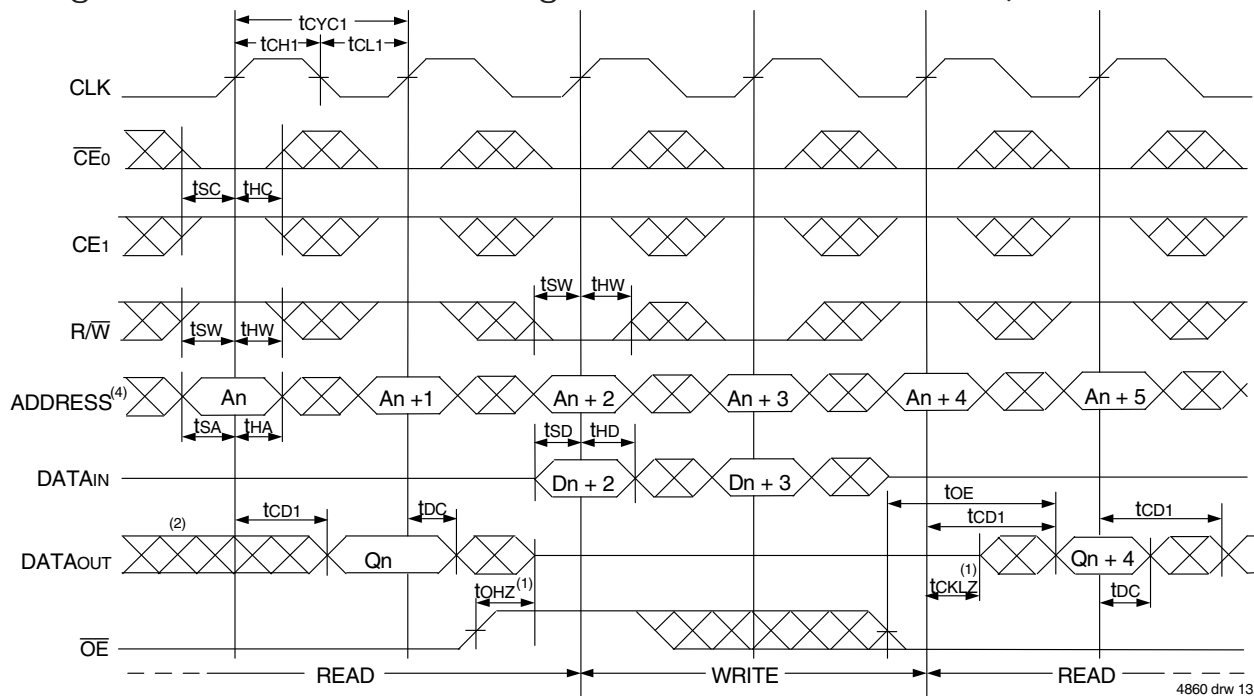 tCYC1
tCH1 tCL1
CLK
CE0
tSC tHC
CE1
tSW tHW
R/W
tSW tHW
ADDRESS(4) An An +1 An + 2 An + 3 An + 4 An + 5
tSA tHA tSD tHD
DATAIN Dn + 2 Dn + 3
tOE
tCD1 tDC tCD1 tCD1
(2)
DATAOUT Qn Qn + 4
tOHZ(1) tCKLZ(1) tDC
OE
READ WRITE READ
4860 drw 13